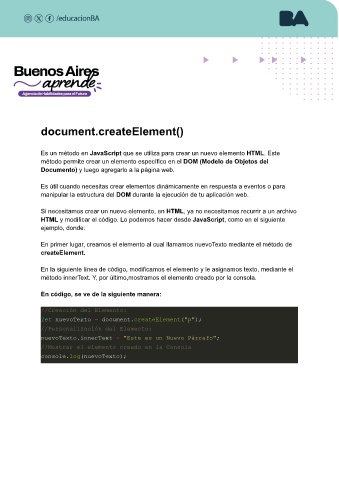 /educacionBA
BA
Buenos Aires
aprende
Agencia de Habilidades para el Futuro
document.createElement()
Es un método en JavaScript que se utiliza para crear un nuevo elemento HTML. Este
método permite crear un elemento específico en el DOM (Modelo de Objetos del
Documento) y luego agregarlo a la página web.
Es útil cuando necesitas crear elementos dinámicamente en respuesta a eventos o para
manipular la estructura del DOM durante la ejecución de tu aplicación web.
Si necesitamos crear un nuevo elemento, en HTML, ya no necesitamos recurrir a un archivo
HTML y modificar el código. Lo podemos hacer desde JavaScript, como en el siguiente
ejemplo, donde:
En primer lugar, creamos el elemento al cual llamamos nuevoTexto mediante el método de
createElement.
En la siguiente línea de código, modificamos el elemento y le asignamos texto, mediante el
método innerText. Y, por último,mostramos el elemento creado por la consola.
En código, se ve de la siguiente manera:
//Creación del Elemento:
let nuevoTexto = document.createElement("p");
//Personalización del Elemento:
nuevoTexto.innerText = "Este es un Nuevo Párrafo";
//Mostrar el elemento creado en la Consola
console.log(nuevoTexto);